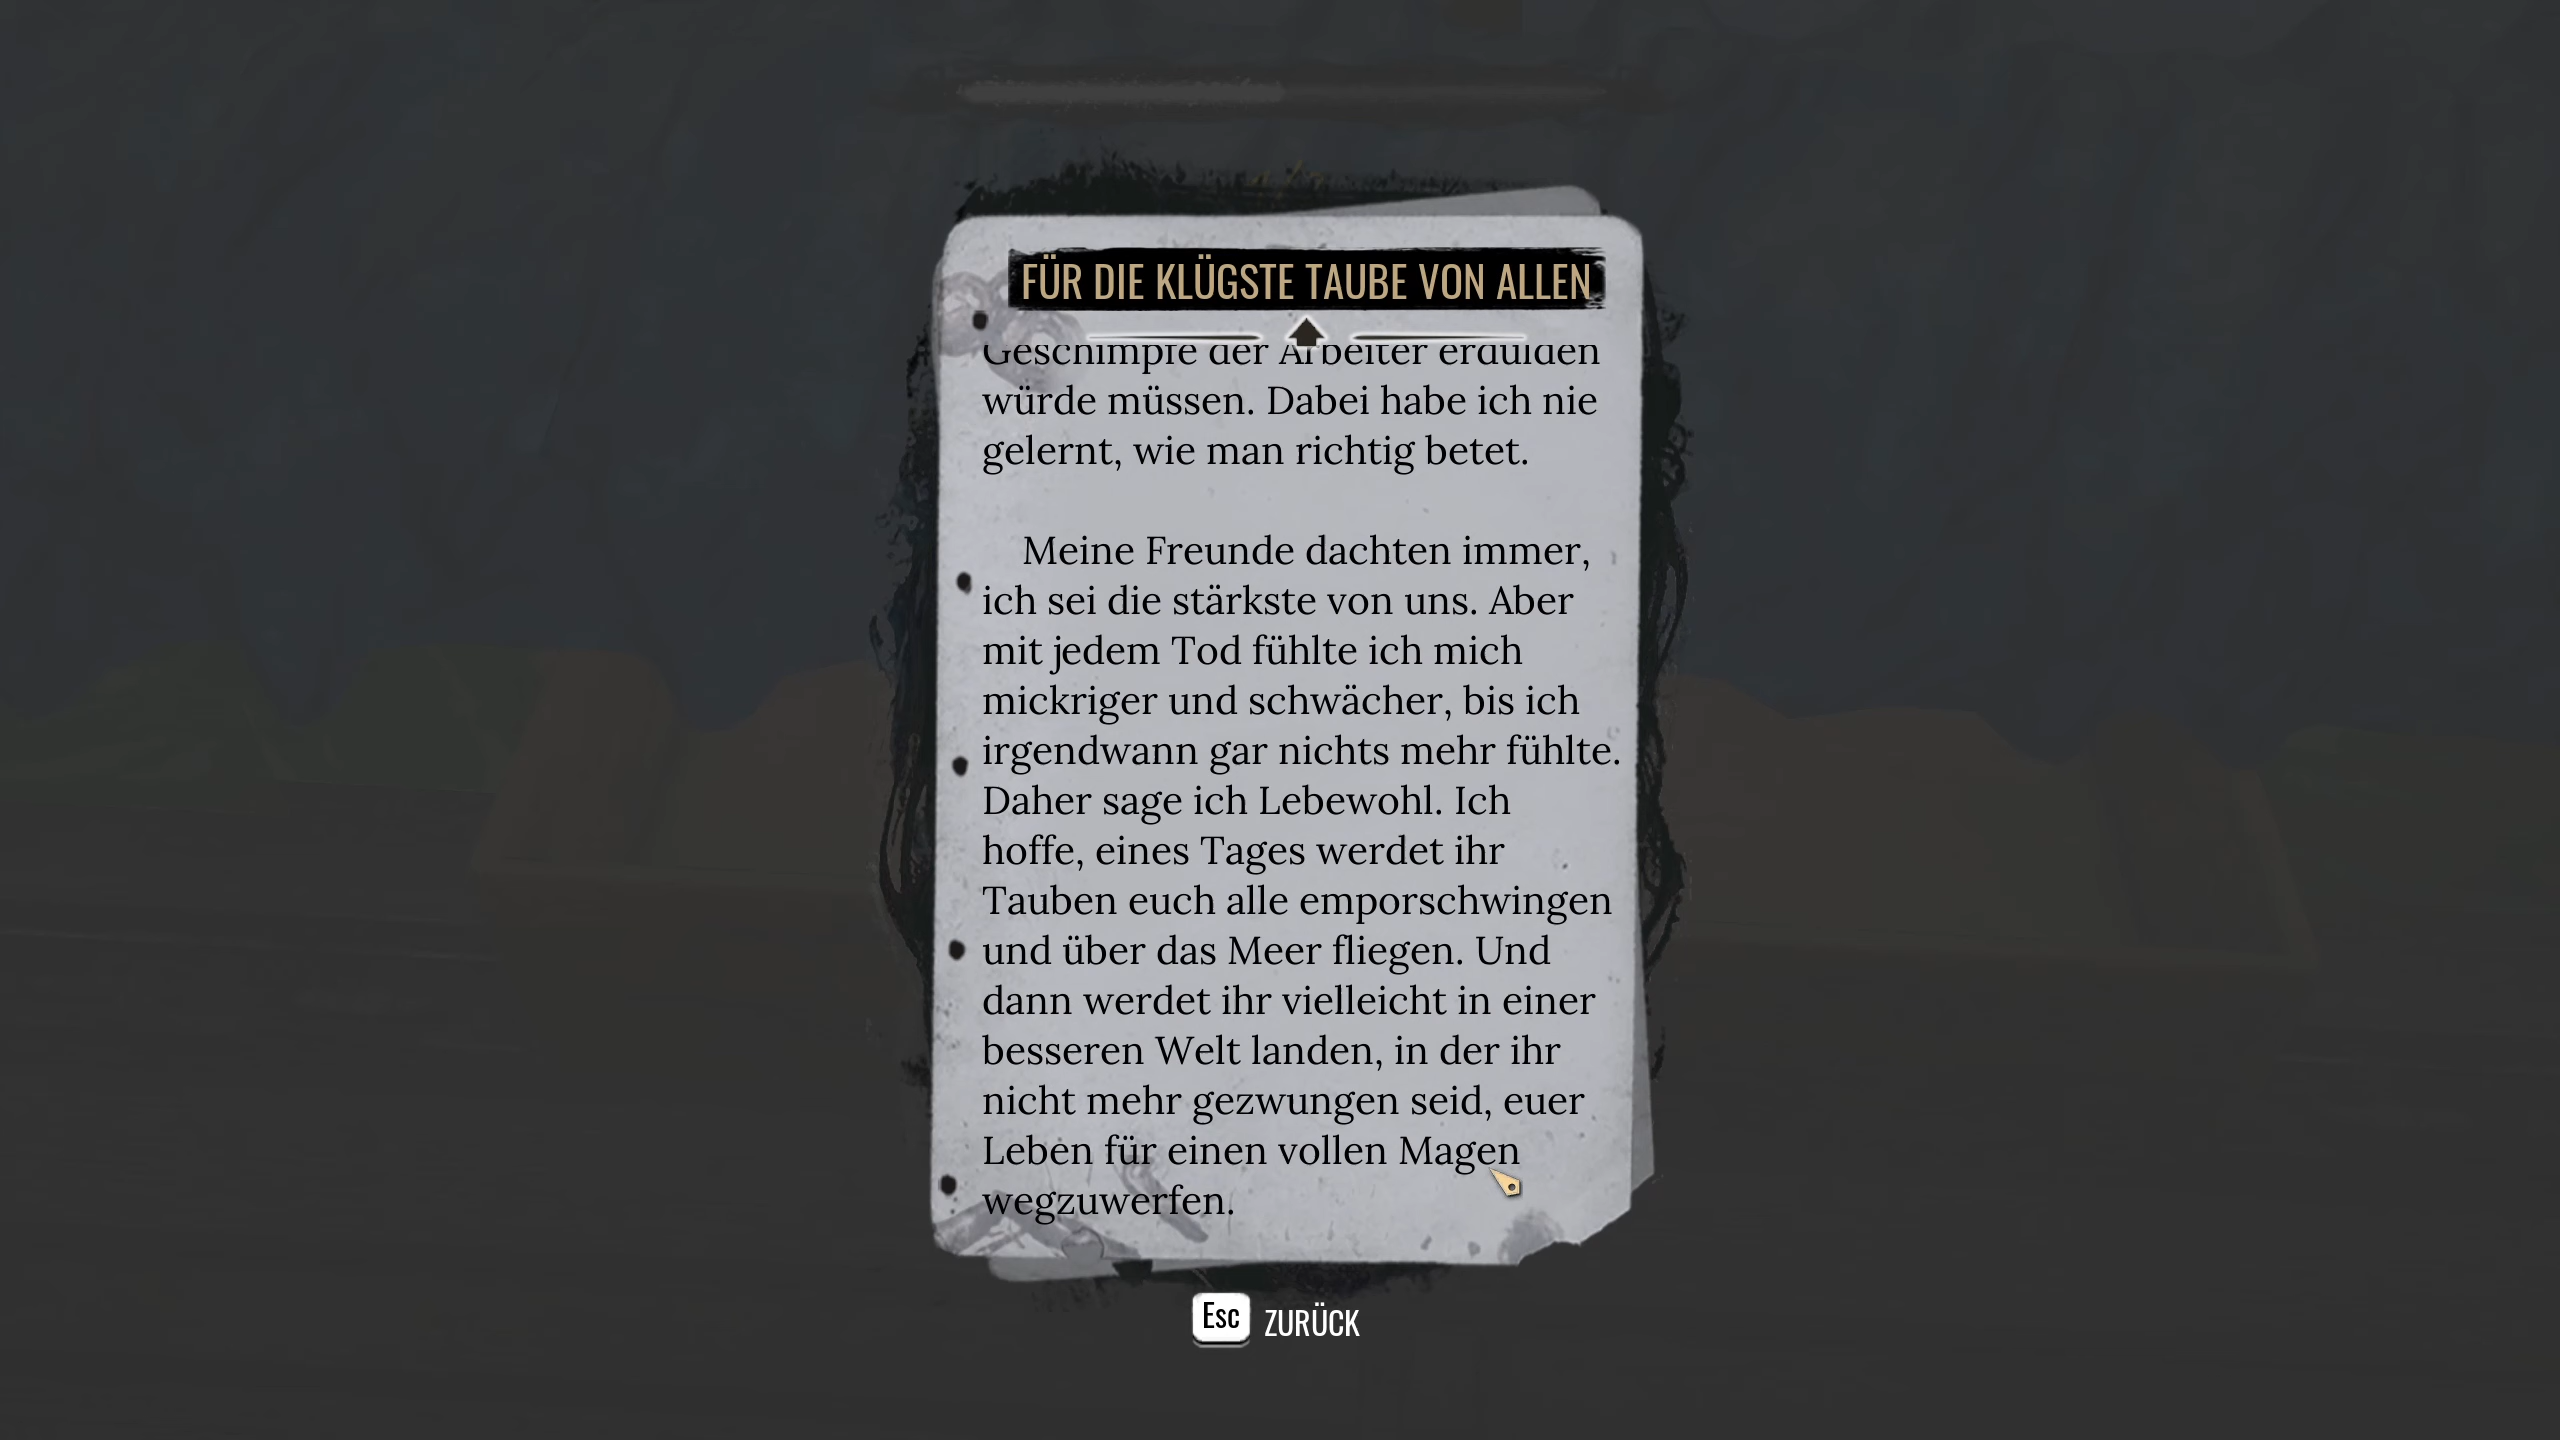 FÜR DIE KLÜGSTE TAUBE VON ALLEN
Geschimpfe der Arbeiter erdulden
würde müssen. Dabei habe ich nie
gelernt, wie man richtig betet.
Meine Freunde dachten immer,
ich sei die stärkste von uns. Aber
mit jedem Tod fühlte ich mich
mickriger und schwächer, bis ich
irgendwann gar nichts mehr fühlte.
Daher sage ich Lebewohl. Ich
hoffe, eines Tages werdet ihr
Tauben euch alle emporschwingen
und über das Meer fliegen. Und
dann werdet ihr vielleicht in einer
besseren Welt landen, in der ihr
nicht mehr gezwungen seid, euer
Leben für einen vollen Magen
wegzuwerfen.
Esc ZURÜCK